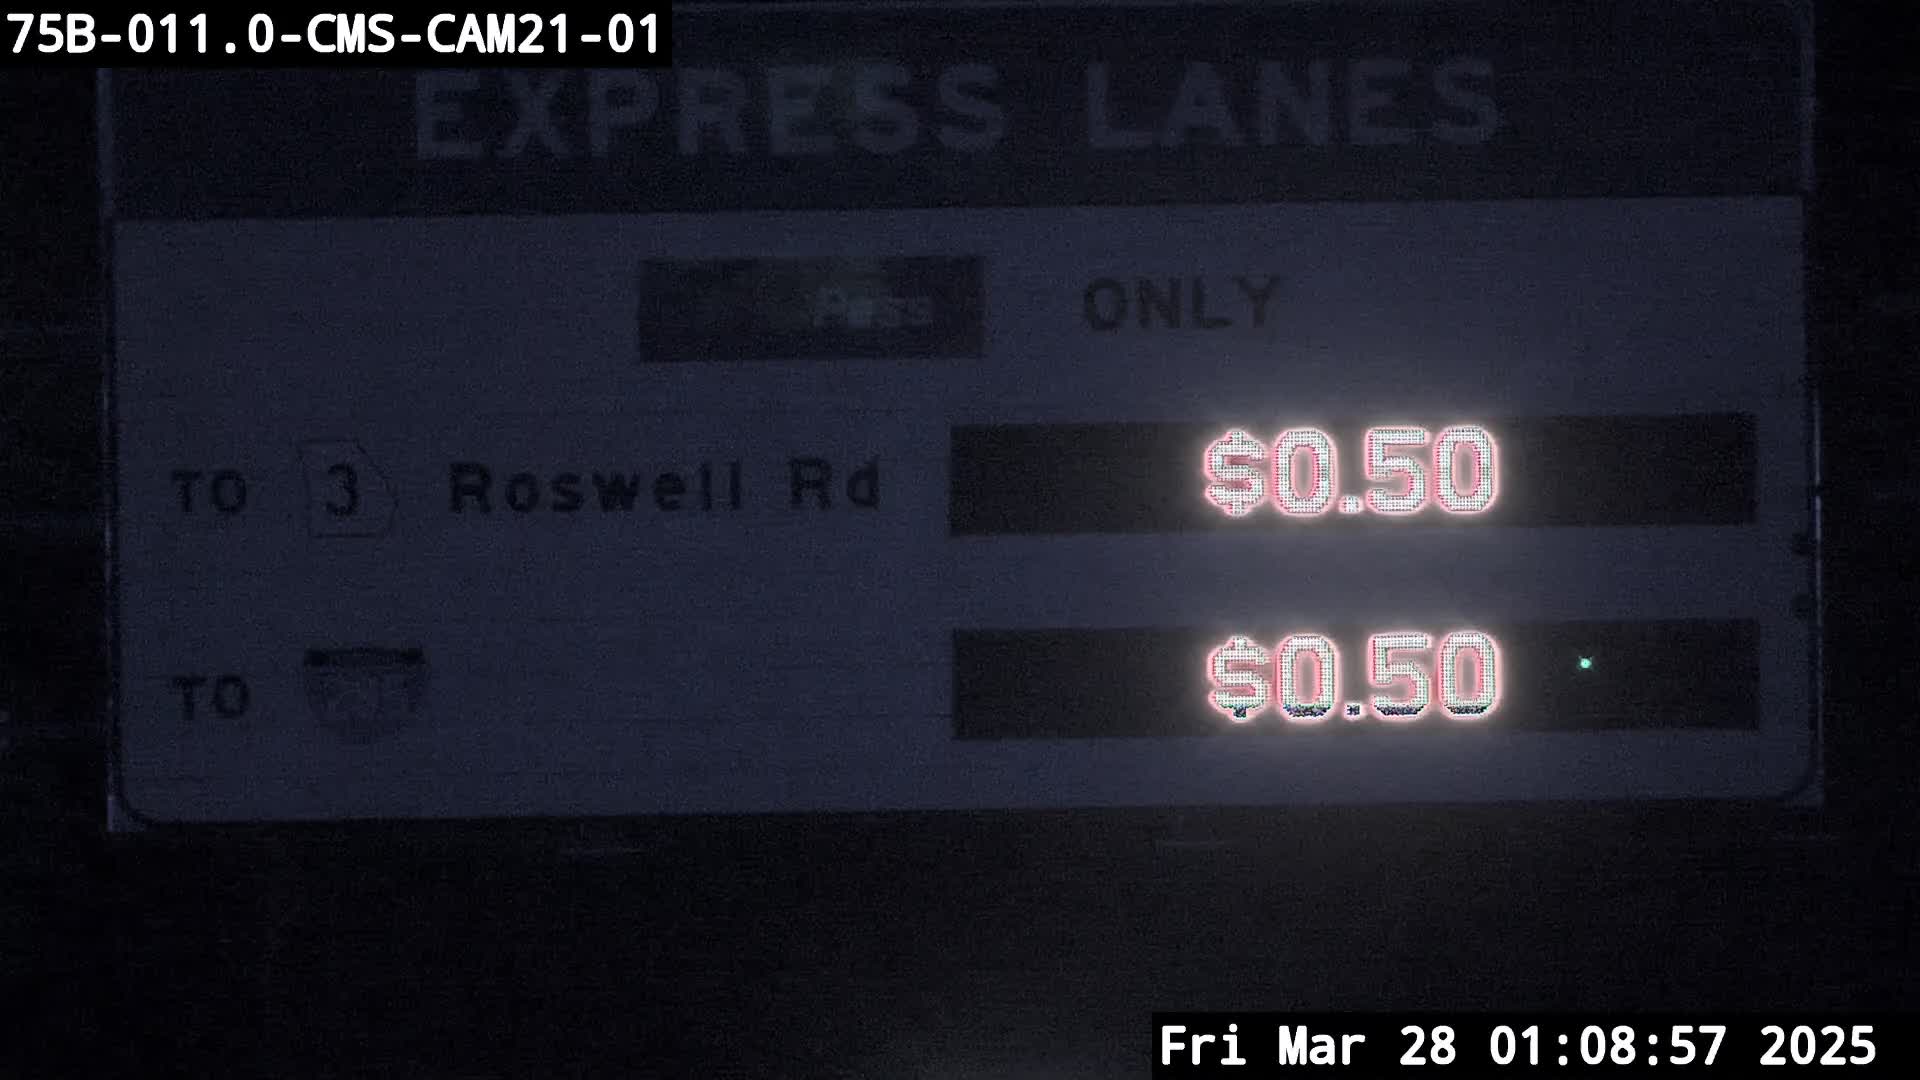 75B-011.0-CMS-CAM21-01
EXPRESS LANES
Pass ONLY
TO 3 Roswell Rd $0.50
TO $0.50
Fri Mar 28 01:08:57 2025